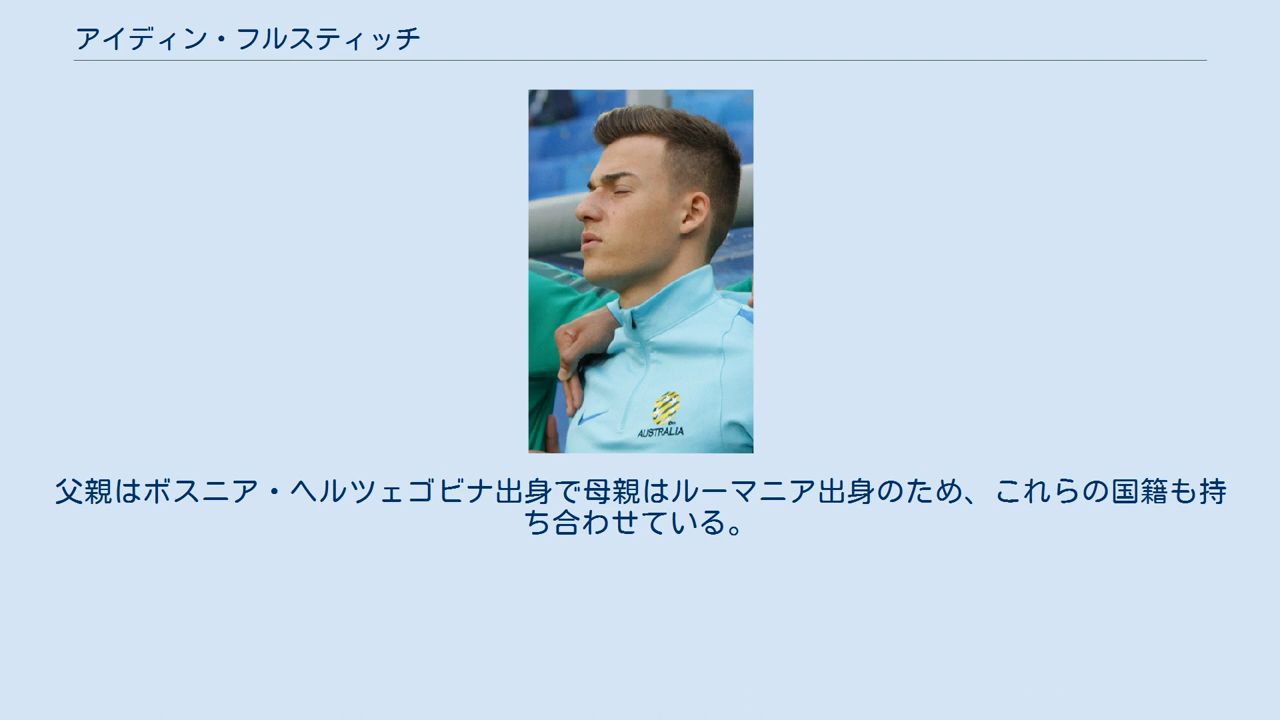 アイディン・フルスティッチ
AUSTRALIA
父親はボスニア・ヘルツェゴビナ出身で母親はルーマニア出身のため、これらの国籍も持
ち合わせている。